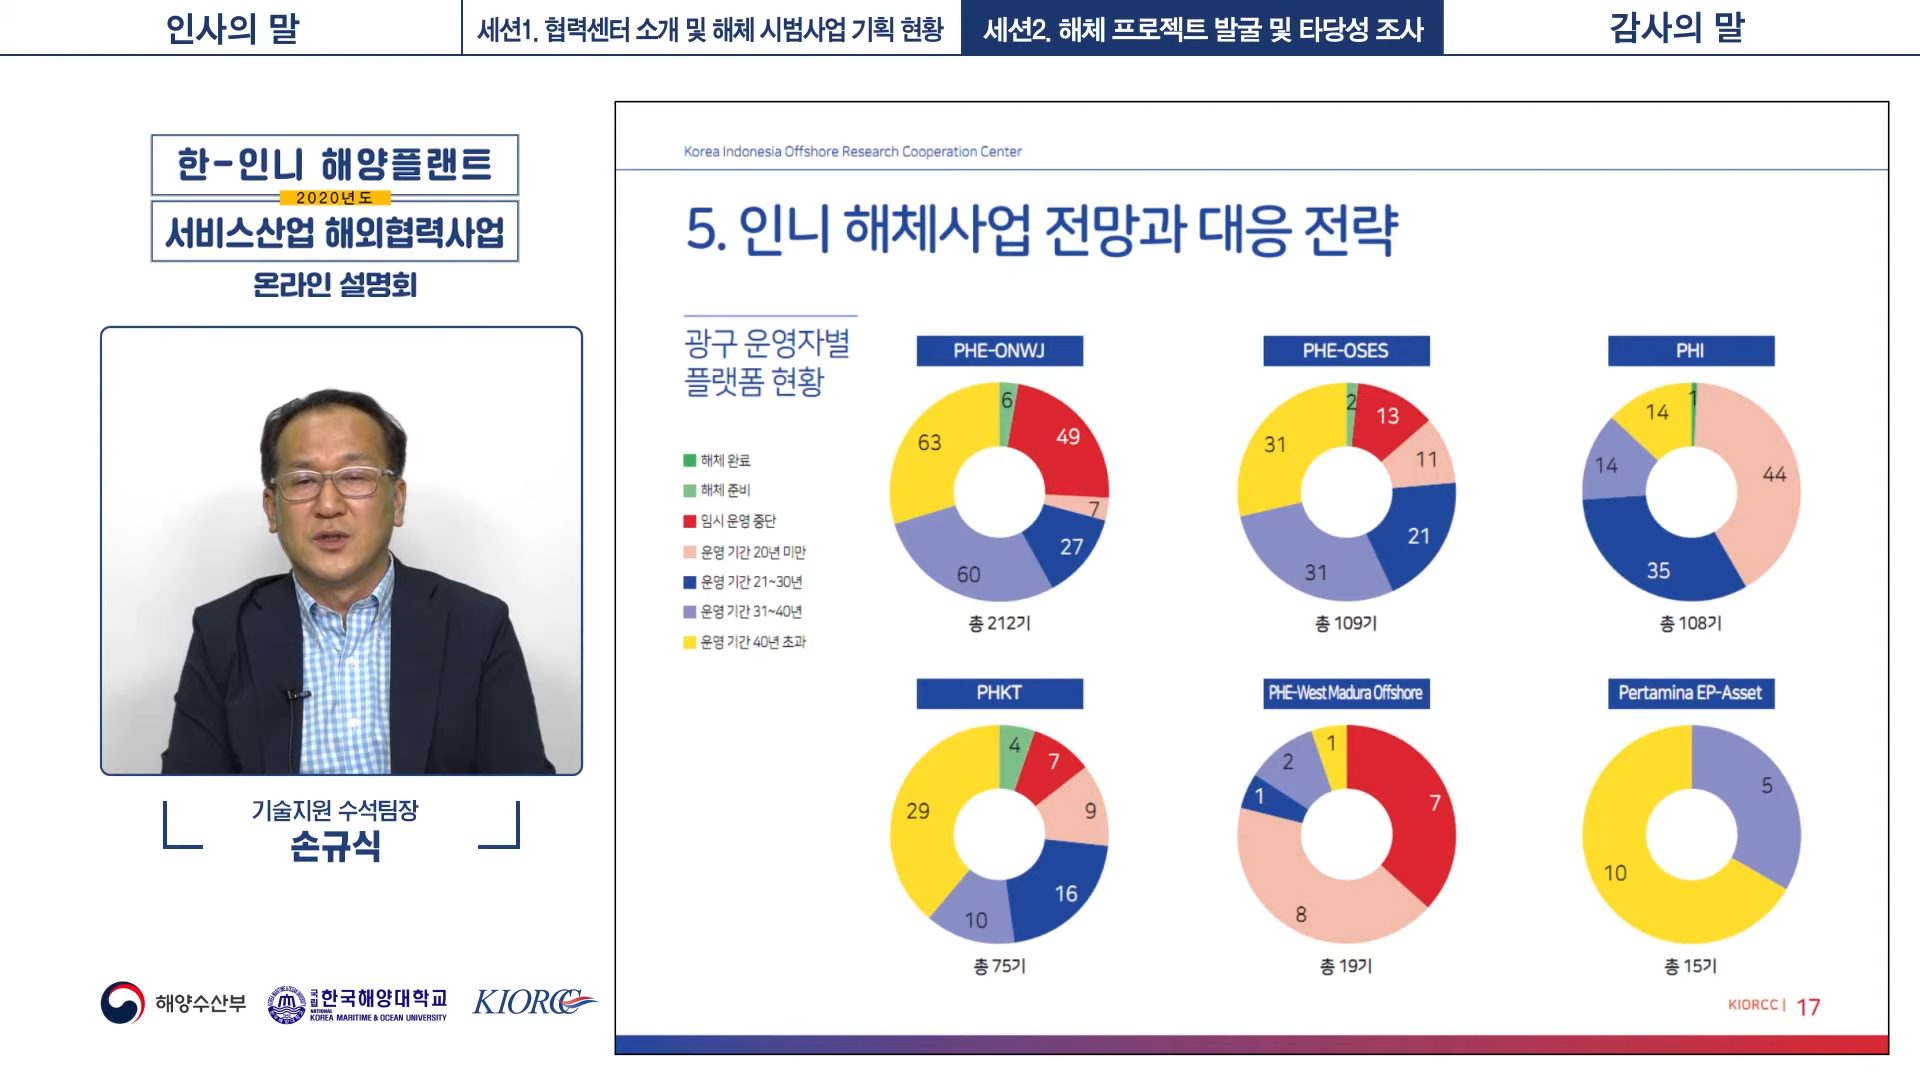 인사의 말
세션1. 협력센터 소개 및 해체 시범사업 기획 현황
세션2. 해체 프로젝트 발굴 및 타당성 조사
감사의 말
한-인니 해양플랜트
2020년도
서비스산업 해외협력사업
온라인 설명회
기술지원 수석팀장
손규식
해양수산부
국립 한국해양대학교
NATIONAL KOREA MARITIME & OCEAN UNIVERSITY
KIORCC
Korea Indonesia Offshore Research Cooperation Center
5. 인니 해체사업 전망과 대응 전략
광구 운영자별
플랫폼 현황
해체 완료
해체 준비
임시 운영 중단
운영 기간 20년 미만
운영 기간 21~30년
운영 기간 31~40년
운영 기간 40년 초과
PHE-ONWJ
6
49
7
27
60
63
총 212기
PHE-OSES
2
13
11
21
31
31
총 109기
PHI
1
44
35
14
14
총 108기
PHKT
4
7
9
16
10
29
총 75기
PHE-West Madura Offshore
7
8
1
2
1
총 19기
Pertamina EP-Asset
5
10
총 15기
KIORCC | 17